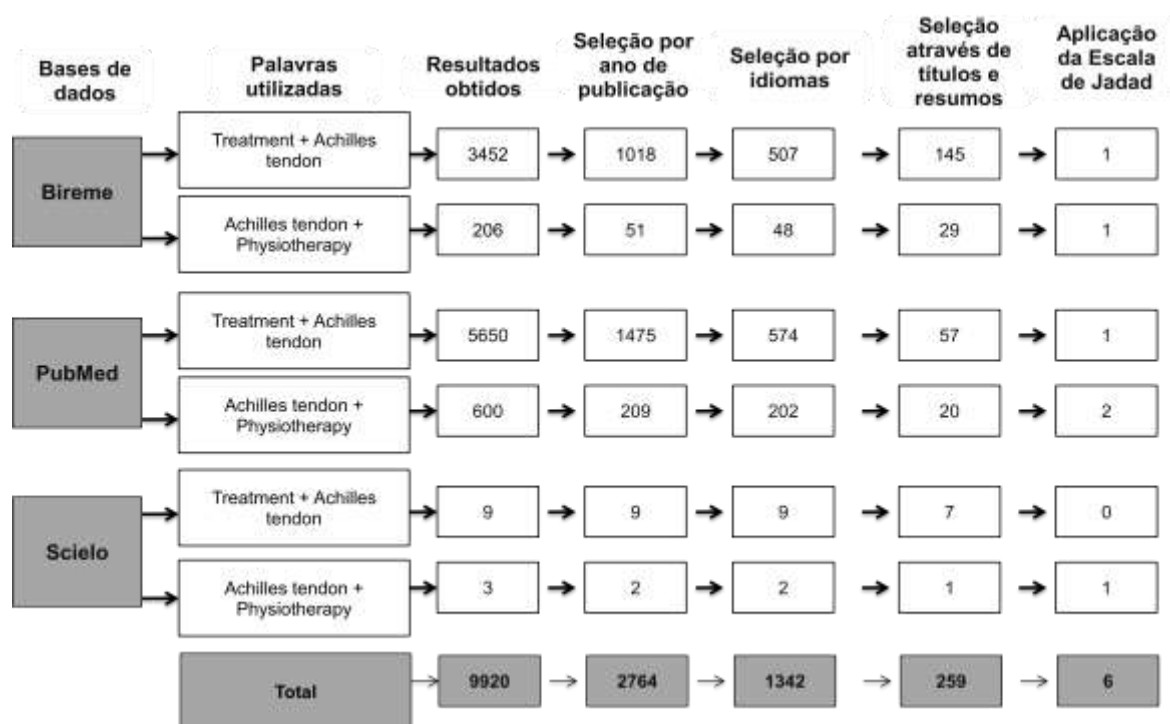 Bases de
dados
Palavras
utilizadas
Resultados
obtidos
Seleção por
ano de
publicação
Seleção por
idiomas
Seleção
através de
títulos e
resumos
Aplicação
da Escala
de Jadad
Bireme
Treatment + Achilles
tendon
3452
1018
507
145
1
Achilles tendon +
Physiotherapy
206
51
48
29
1
PubMed
Treatment + Achilles
tendon
5650
1475
574
57
1
Achilles tendon +
Physiotherapy
600
209
202
20
2
Scielo
Treatment + Achilles
tendon
9
9
9
7
0
Achilles tendon +
Physiotherapy
3
2
2
1
1
Total
9920
2764
1342
259
6